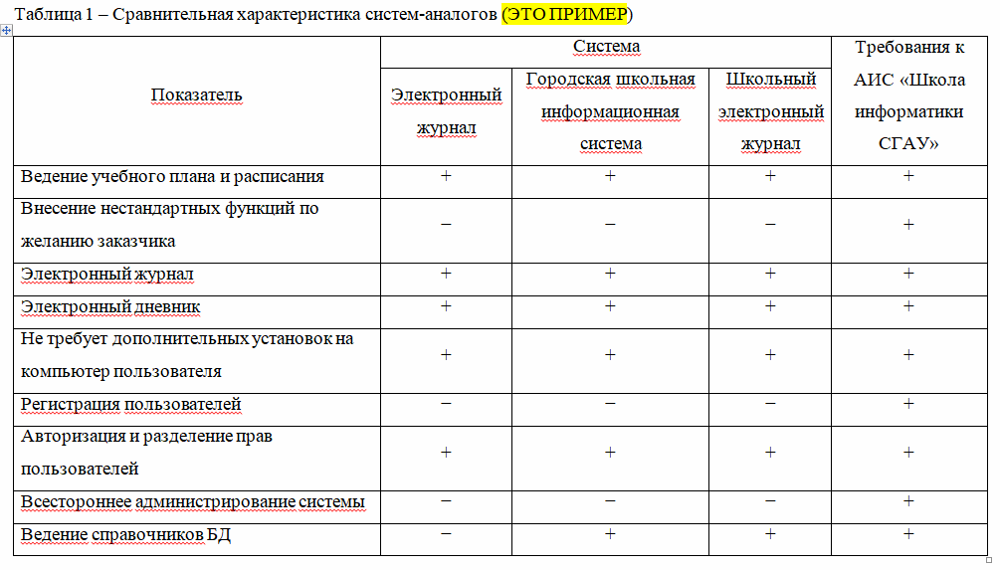 Таблица 1 – Сравнительная характеристика систем-аналогов (ЭТО ПРИМЕР)
Показатель
Система
Требования к
АИС «Школа
информатики
СГАУ»
Электронный
журнал
Городская школьная
информационная
система
Школьный
электронный
журнал
Ведение учебного плана и расписания + + + +
Внесение нестандартных функций по
желанию заказчика − − − +
Электронный журнал + + + +
Электронный дневник + + + +
Не требует дополнительных установок на
компьютер пользователя + + + +
Регистрация пользователей − − − +
Авторизация и разделение прав
пользователей + + + +
Всестороннее администрирование системы − − − +
Ведение справочников БД − + + +